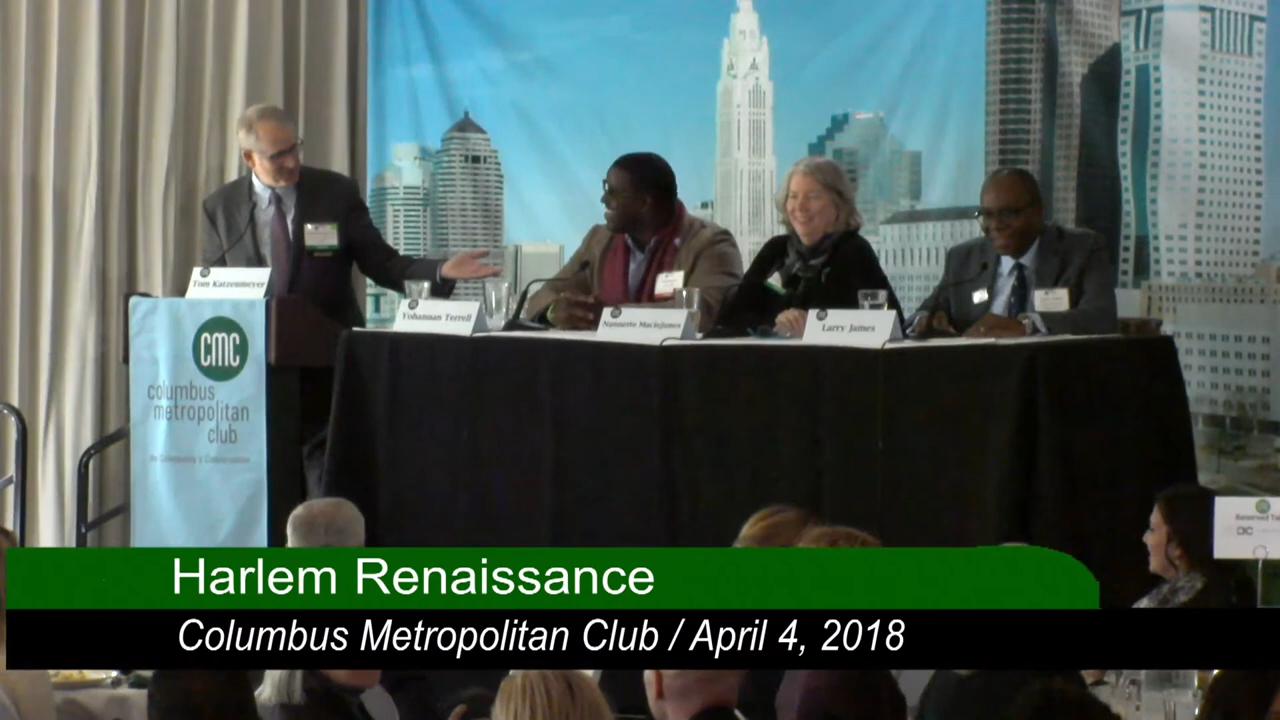 Tom Katzenmeyer
Yohannan Terrell
Nannette Maciejunes
Larry James
CMC
columbus
metropolitan
club
Reserved
Harlem Renaissance
Columbus Metropolitan Club / April 4, 2018